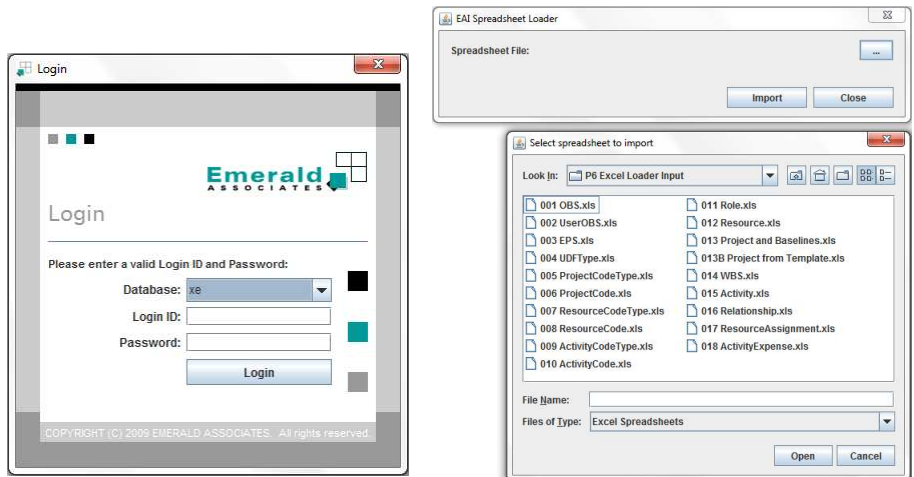 Login
Emerald
ASSOCIATES
Login
Please enter a valid Login ID and Password:
Database: xe
Login ID:
Password:
Login
COPYRIGHT (C) 2009 EMERALD ASSOCIATES. All rights reserved.
EAI Spreadsheet Loader
Spreadsheet File:
...
Import Close
Select spreadsheet to import
Look In: P6 Excel Loader Input
001 OBS.xls
002 UserOBS.xls
003 EPS.xls
004 UDFType.xls
005 ProjectCodeType.xls
006 ProjectCode.xls
007 ResourceCodeType.xls
008 ResourceCode.xls
009 ActivityCodeType.xls
010 ActivityCode.xls
011 Role.xls
012 Resource.xls
013 Project and Baselines.xls
013B Project from Template.xls
014 WBS.xls
015 Activity.xls
016 Relationship.xls
017 ResourceAssignment.xls
018 ActivityExpense.xls
File Name:
Files of Type: Excel Spreadsheets
Open Cancel